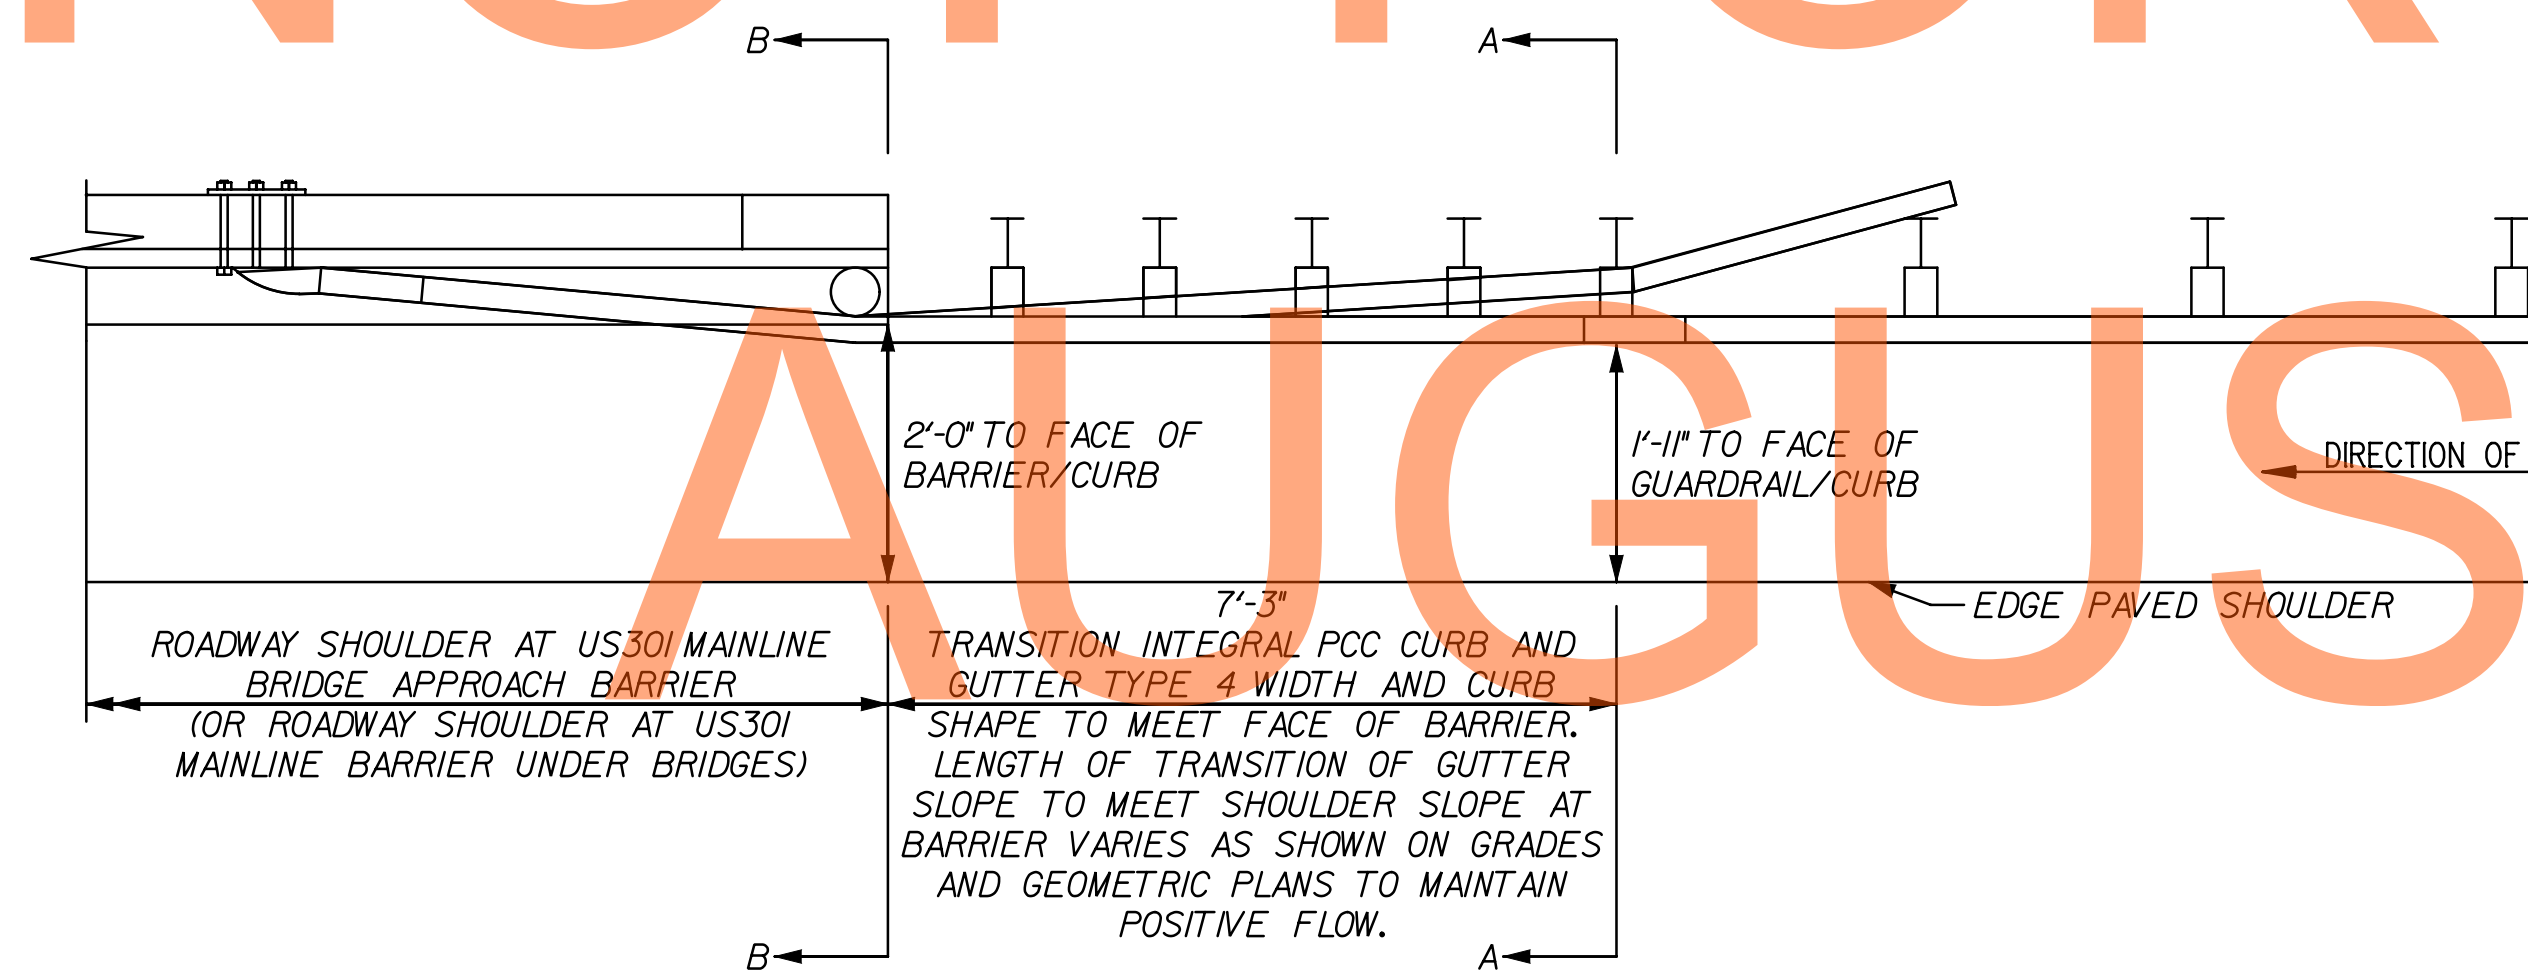 B
A
2'-0" TO FACE OF
BARRIER/CURB
1'-11" TO FACE OF
GUARDRAIL/CURB
DIRECTION OF
7'-3"
EDGE PAVED SHOULDER
ROADWAY SHOULDER AT US301 MAINLINE
BRIDGE APPROACH BARRIER
(OR ROADWAY SHOULDER AT US301
MAINLINE BARRIER UNDER BRIDGES)
TRANSITION INTEGRAL PCC CURB AND
GUTTER TYPE 4 WIDTH AND CURB
SHAPE TO MEET FACE OF BARRIER.
LENGTH OF TRANSITION OF GUTTER
SLOPE TO MEET SHOULDER SLOPE AT
BARRIER VARIES AS SHOWN ON GRADES
AND GEOMETRIC PLANS TO MAINTAIN
POSITIVE FLOW.
B
A
AUGUS